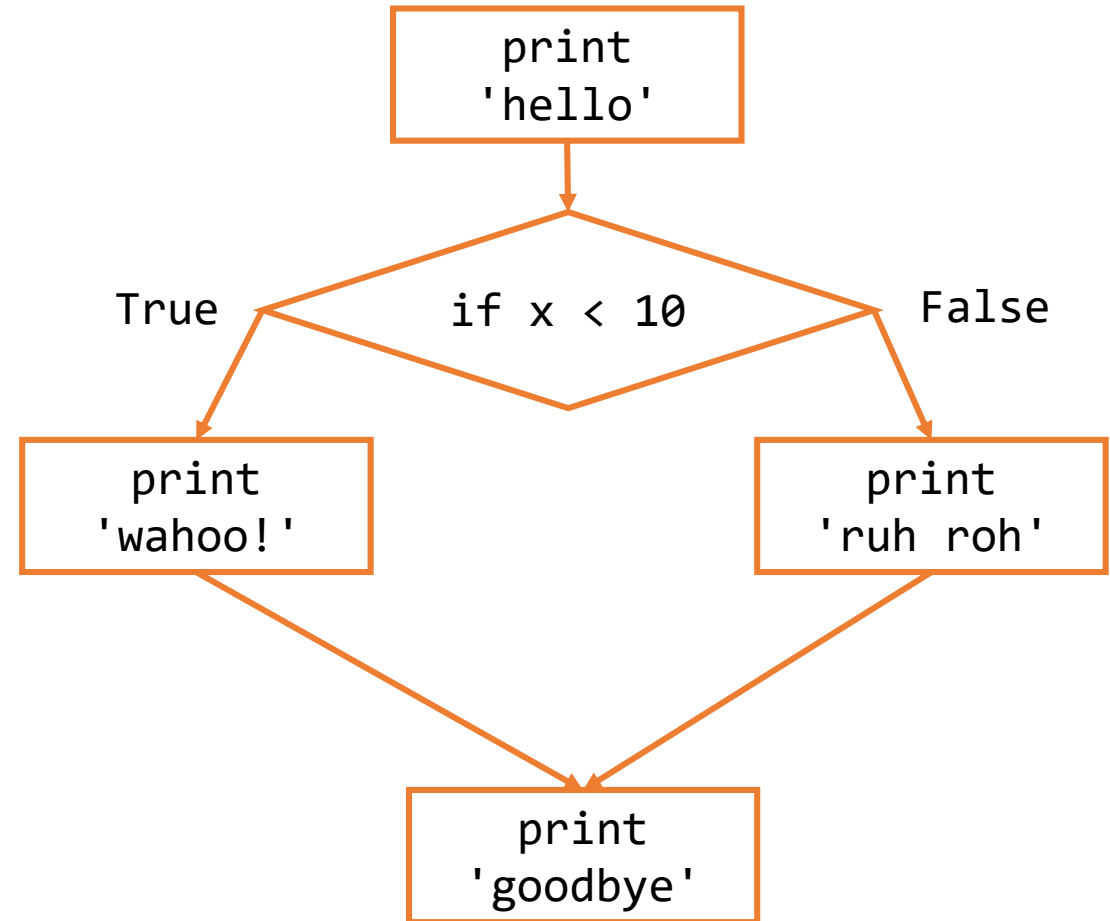 print
'hello'
if x < 10
True
False
print
'wahoo!'
print
'ruh roh'
print
'goodbye'